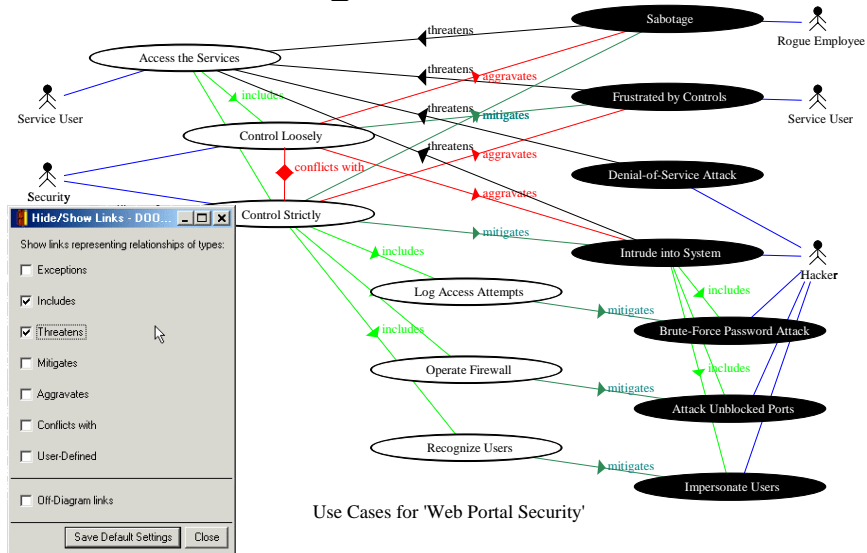 Sabotage
threatens
Rogue Employee
Access the Services
threatens
aggravates
includes
Frustrated by Controls
Service User
Service User
threatens
mitigates
Control Loosely
threatens
aggravates
conflicts with
Denial-of-Service Attack
Security
aggravates
Control Strictly
mitigates
Intrude into System
Hacker
includes
Log Access Attempts
includes
mitigates
Brute-Force Password Attack
includes
includes
Operate Firewall
mitigates
Attack Unblocked Ports
Recognize Users
mitigates
Impersonate Users
Use Cases for 'Web Portal Security'
Hide/Show Links - DOO...
Show links representing relationships of types:
Exceptions
Includes
Threatens
Mitigates
Aggravates
Conflicts with
User-Defined
Off-Diagram links
Save Default Settings
Close